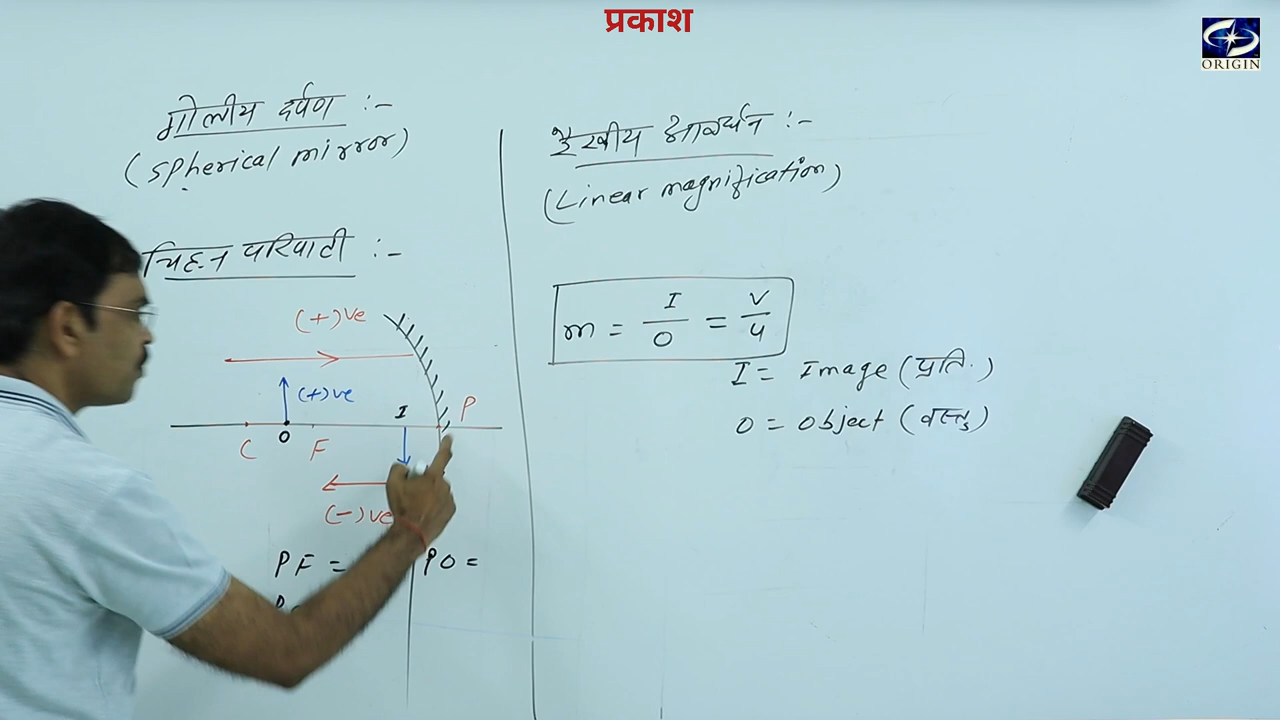 प्रकाश
ORIGIN
गोलीय दर्पण :-
(spherical mirror)
चिह्न परिपाटी :-
(+)ve
(+)ve
I
P
C
O
F
(-)ve
PF =
PO =
रैखीय आवर्धन :-
(Linear magnification)
m = I/O = v/u
I = Image (प्रति.)
O = Object (वस्तु)